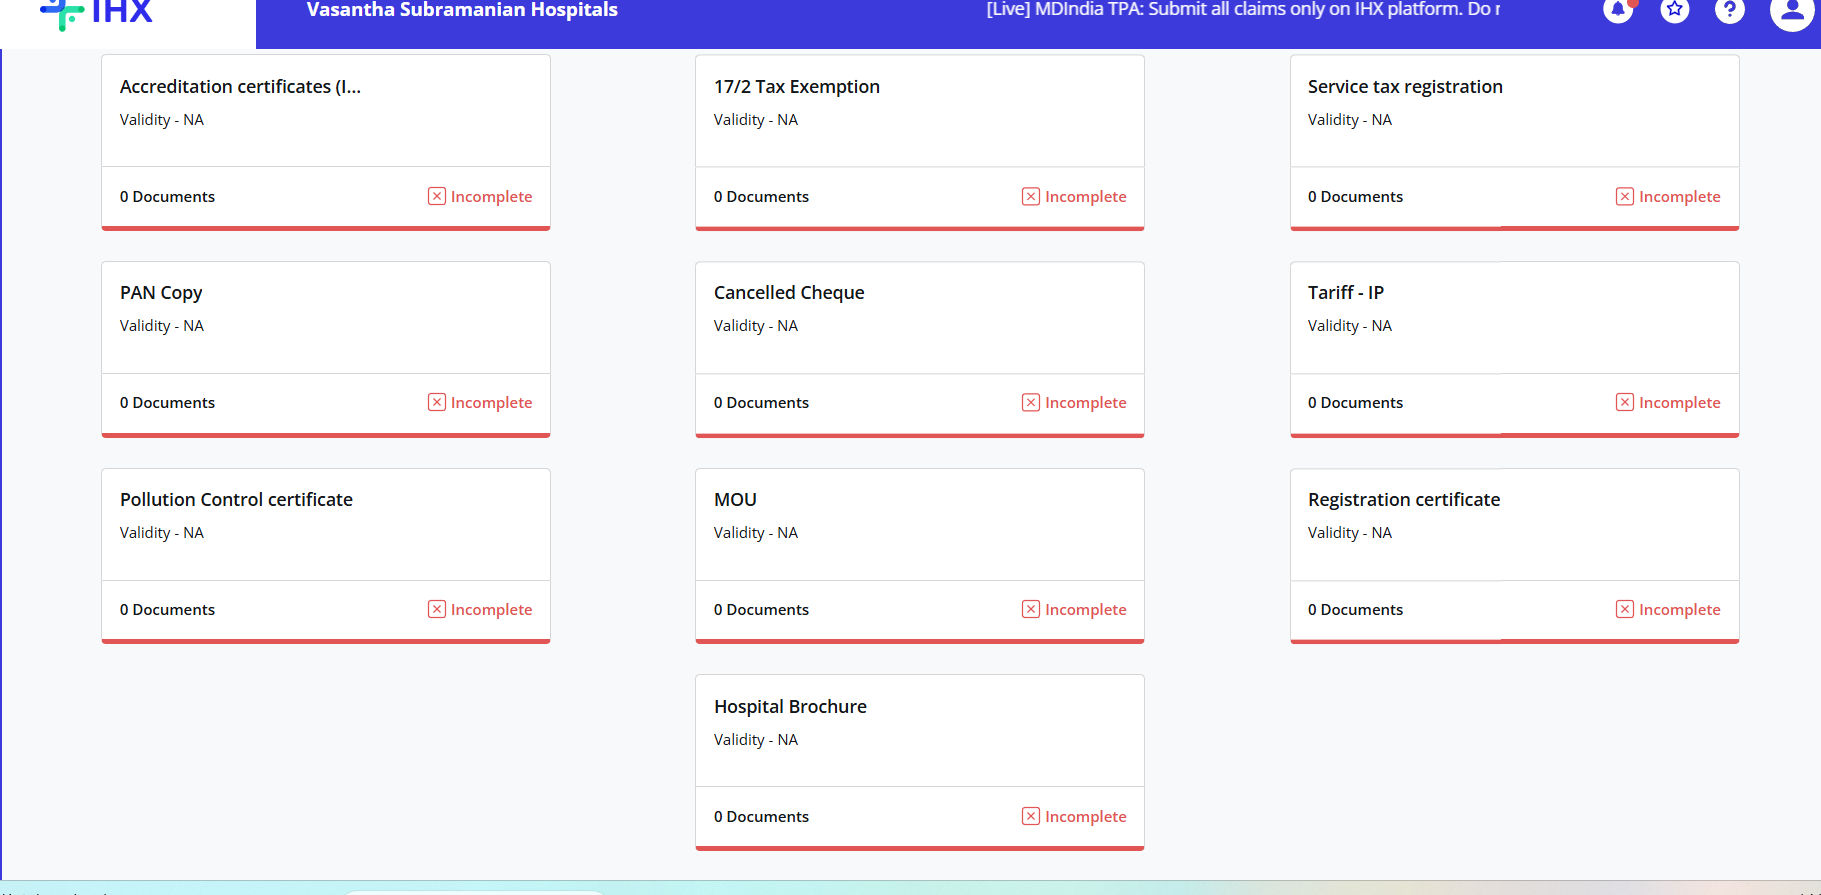 IHX
Vasantha Subramanian Hospitals
[Live] MDIndia TPA: Submit all claims only on IHX platform. Do
Accreditation certificates (I...
Validity - NA
0 Documents
Incomplete
17/2 Tax Exemption
Validity - NA
0 Documents
Incomplete
Service tax registration
Validity - NA
0 Documents
Incomplete
PAN Copy
Validity - NA
0 Documents
Incomplete
Cancelled Cheque
Validity - NA
0 Documents
Incomplete
Tariff - IP
Validity - NA
0 Documents
Incomplete
Pollution Control certificate
Validity - NA
0 Documents
Incomplete
MOU
Validity - NA
0 Documents
Incomplete
Registration certificate
Validity - NA
0 Documents
Incomplete
Hospital Brochure
Validity - NA
0 Documents
Incomplete